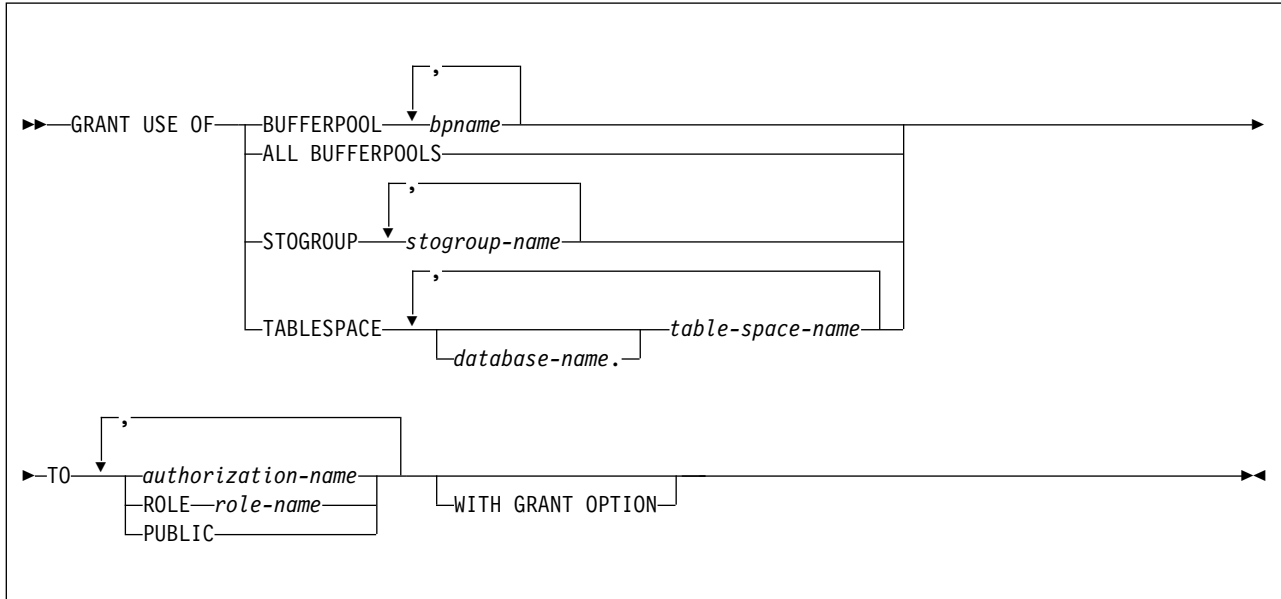 ,
GRANT USE OF BUFFERPOOL bpname
ALL BUFFERPOOLS
,
STOGROUP stogroup-name
,
TABLESPACE table-space-name
database-name.
,
TO authorization-name
ROLE role-name WITH GRANT OPTION
PUBLIC